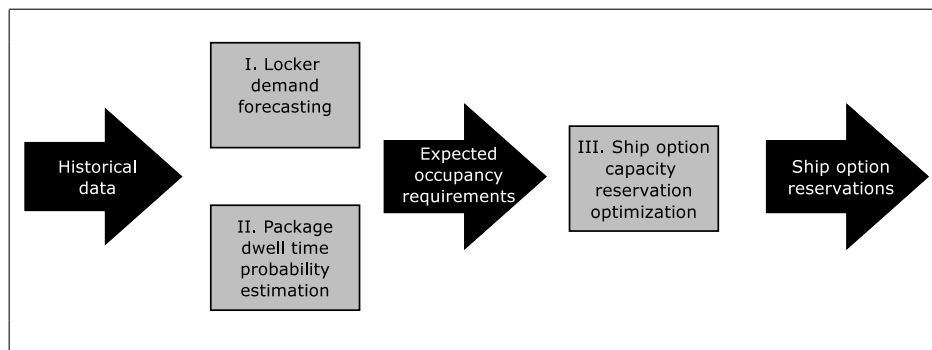 Historical
data
I. Locker
demand
forecasting
II. Package
dwell time
probability
estimation
Expected
occupancy
requirements
III. Ship option
capacity
reservation
optimization
Ship option
reservations